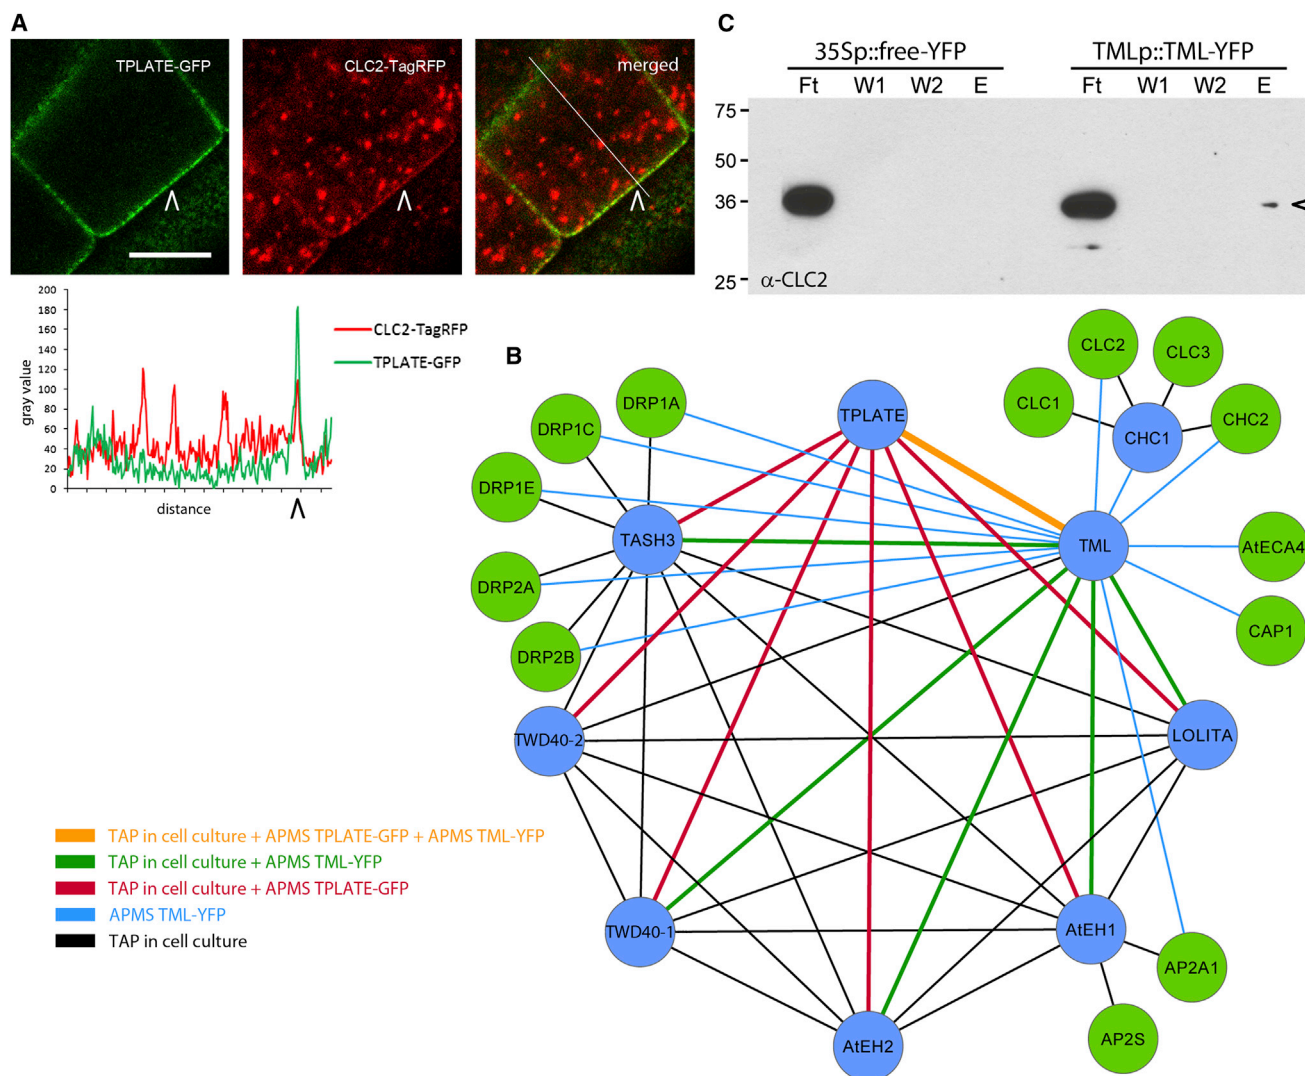 A
TPLATE-GFP
CLC2-TagRFP
merged
>
>
>
200
180
160
140
120
100
80
60
40
20
0
gray value
distance
CLC2-TagRFP
TPLATE-GFP
>
C
35Sp::free-YFP
TMLp::TML-YFP
Ft W1 W2 E Ft W1 W2 E
75
50
36
25
<
α-CLC2
B
CLC2
CLC3
CLC1
CHC2
CHC1
DRP1A
TPLATE
DRP1C
DRP1E
TASH3
TML
AtECA4
DRP2A
CAP1
DRP2B
TWD40-2
LOLITA
TWD40-1
AtEH1
AP2A1
AtEH2
AP2S
TAP in cell culture + APMS TPLATE-GFP + APMS TML-YFP
TAP in cell culture + APMS TML-YFP
TAP in cell culture + APMS TPLATE-GFP
APMS TML-YFP
TAP in cell culture